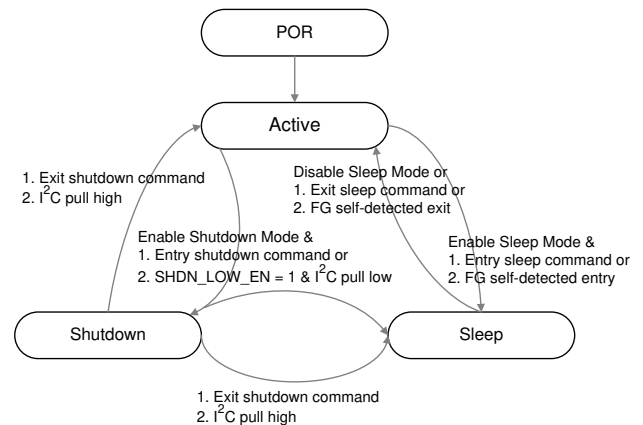 POR
Active
1. Exit shutdown command
2. I²C pull high
Disable Sleep Mode or
1. Exit sleep command or
2. FG self-detected exit
Enable Shutdown Mode &
1. Entry shutdown command or
2. SHDN_LOW_EN = 1 & I²C pull low
Enable Sleep Mode &
1. Entry sleep command or
2. FG self-detected entry
Shutdown
Sleep
1. Exit shutdown command
2. I²C pull high